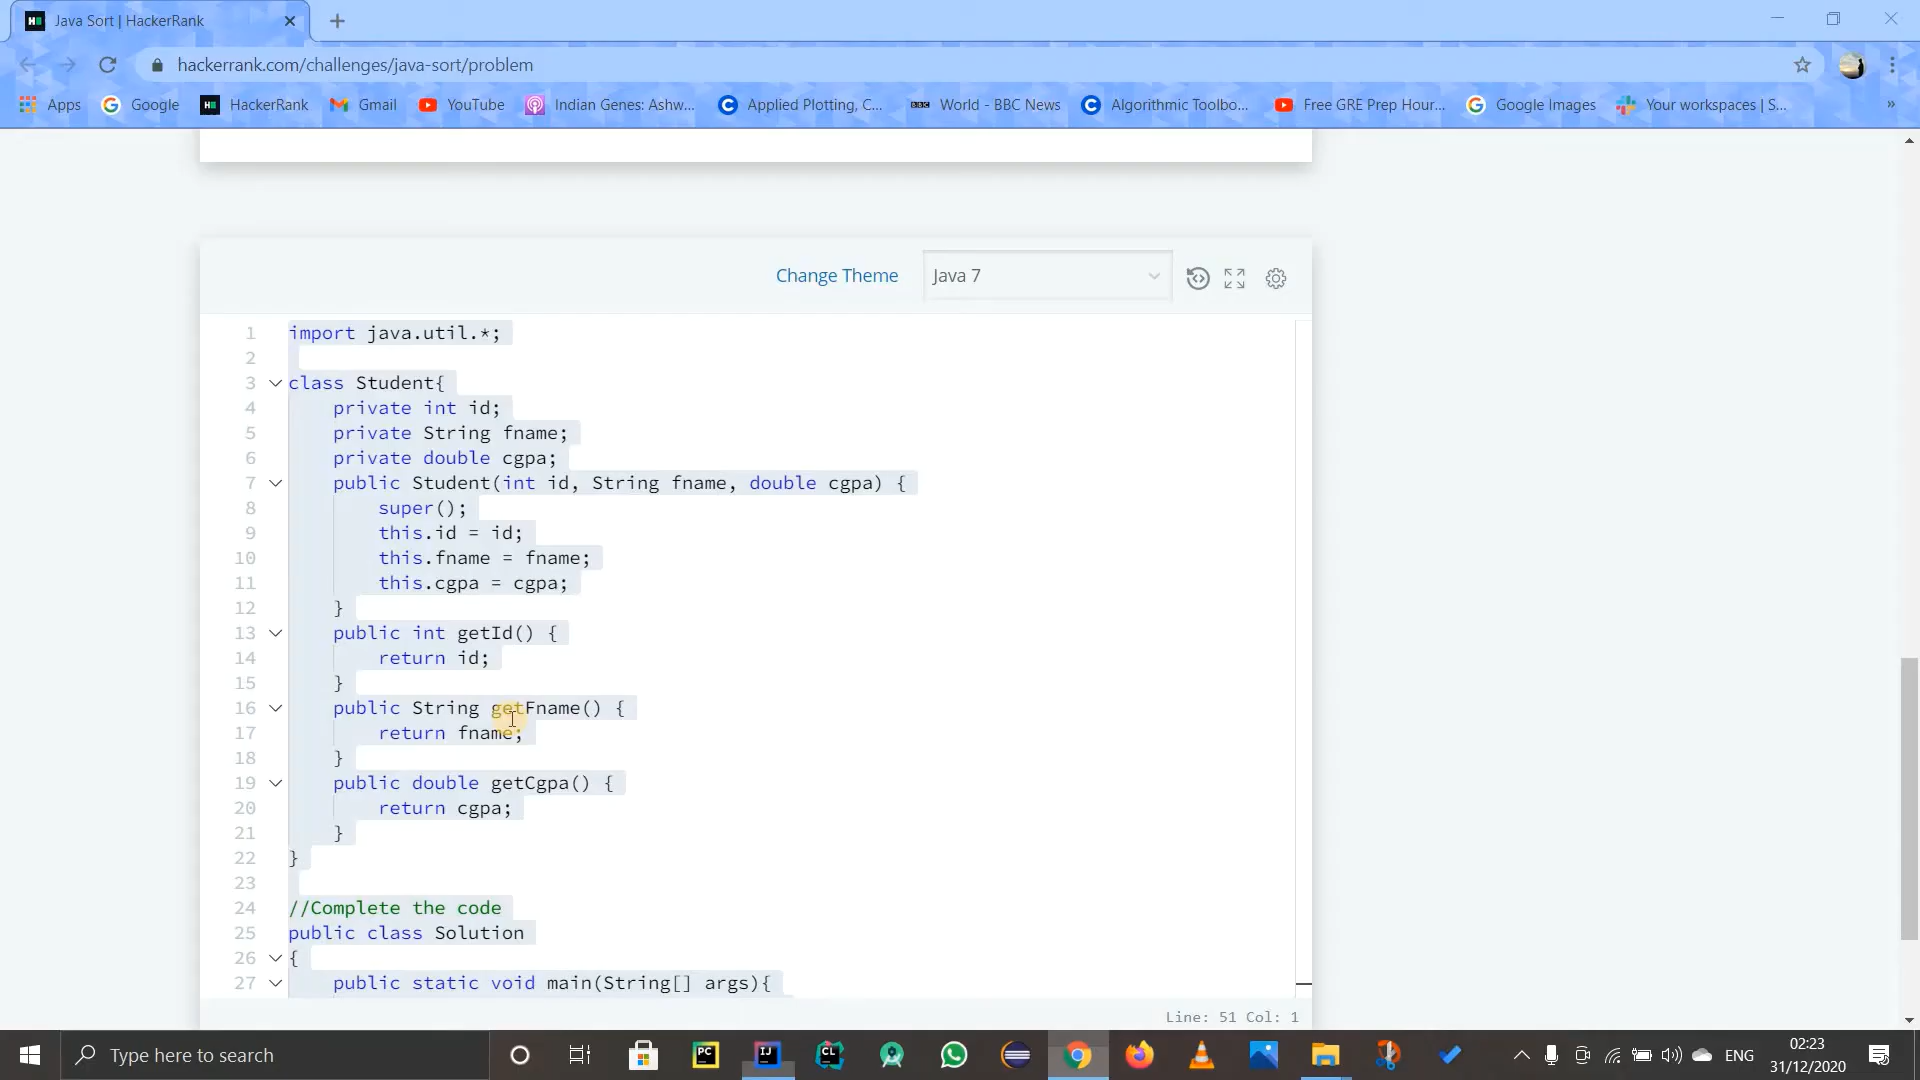 Java Sort | HackerRank
hackerrank.com/challenges/java-sort/problem
Apps Google HackerRank Gmail YouTube Indian Genes: Ashw... Applied Plotting, C... World - BBC News Algorithmic Toolbo... Free GRE Prep Hour... Google Images Your workspaces | S... »
Change Theme Java 7
1 import java.util.*;
2
3 class Student{
4 private int id;
5 private String fname;
6 private double cgpa;
7 public Student(int id, String fname, double cgpa) {
8 super();
9 this.id = id;
10 this.fname = fname;
11 this.cgpa = cgpa;
12 }
13 public int getId() {
14 return id;
15 }
16 public String getFname() {
17 return fname;
18 }
19 public double getCgpa() {
20 return cgpa;
21 }
22 }
23
24 //Complete the code
25 public class Solution
26 {
27 public static void main(String[] args){
Line: 51 Col: 1
Type here to search
PC IJ CL
ENG
02:23
31/12/2020